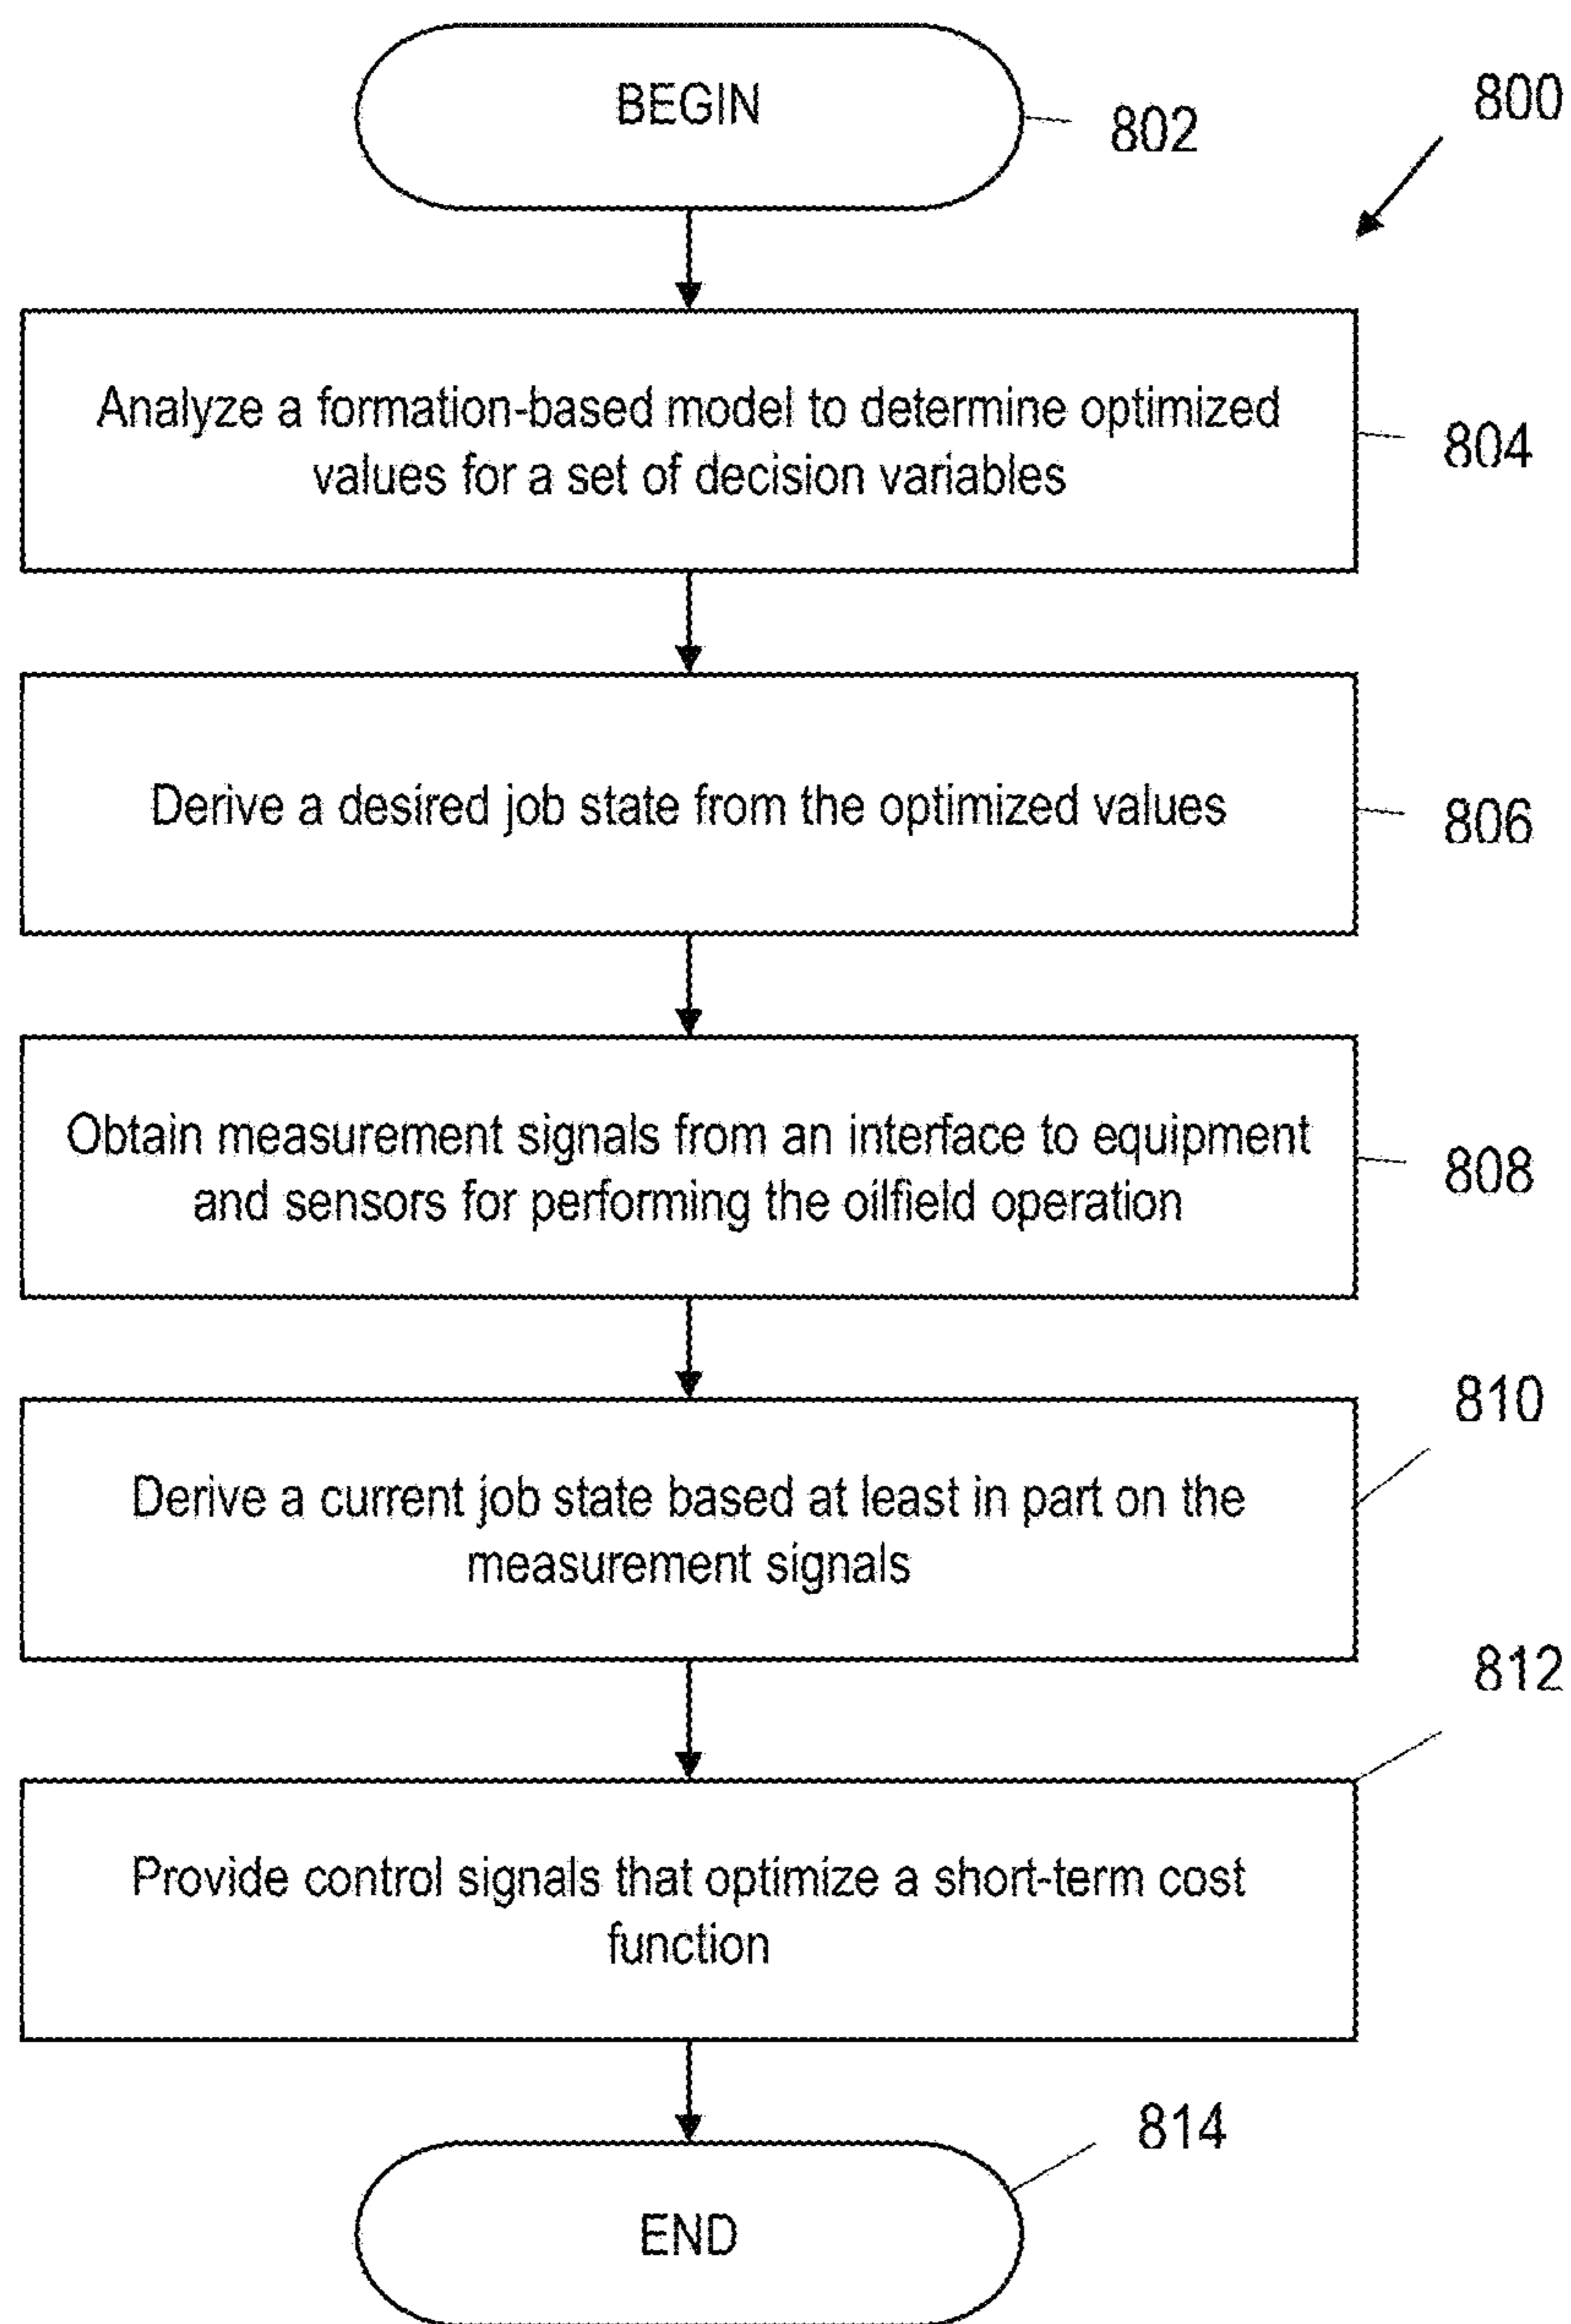 BEGIN
802
800
Analyze a formation-based model to determine optimized
values for a set of decision variables
804
Derive a desired job state from the optimized values
806
Obtain measurement signals from an interface to equipment
and sensors for performing the oilfield operation
808
810
Derive a current job state based at least in part on the
measurement signals
812
Provide control signals that optimize a short-term cost
function
814
END